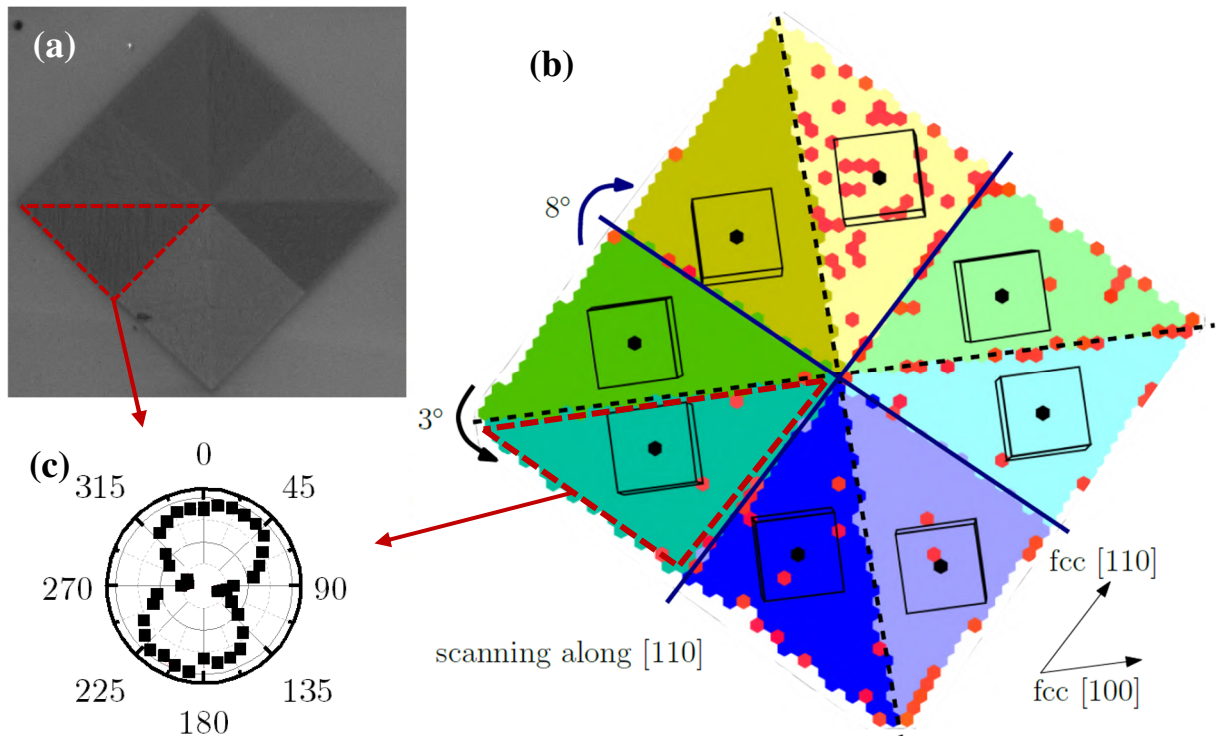 (a)
(b)
8°
3°
(c)
0
315
45
270
90
225
135
180
scanning along [110]
fcc [110]
fcc [100]